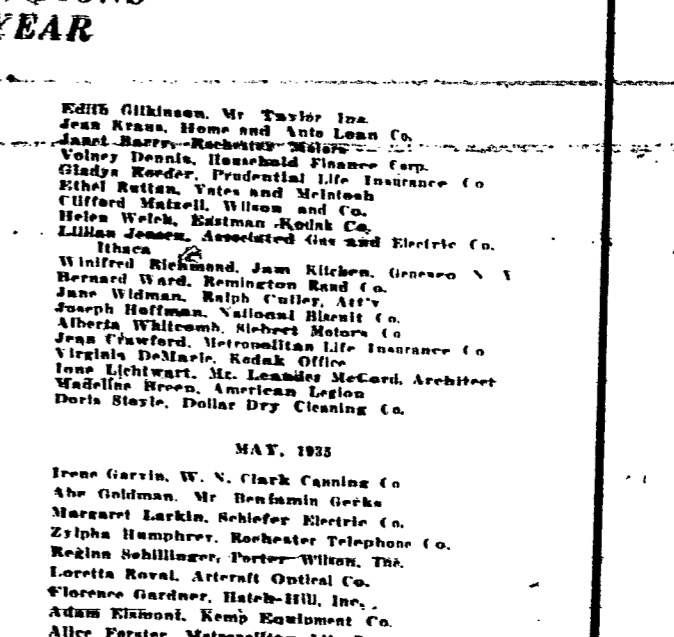 YEAR
Edith Gilkinson, Mr Taylor Ins.
Jean Kraus, Home and Auto Loan Co.
Janet Barry, Rochester Motors
Volney Dennis, Household Finance Corp.
Gladys Roeder, Prudential Life Insurance Co
Ethel Ruttan, Yates and McIntosh
Clifford Matzell, Wilson and Co.
Helen Welch, Eastman Kodak Co.
Lillian Jensen, Associated Gas and Electric Co.
Ithaca
Winifred Richmond, Jam Kitchen, Geneseo N Y
Bernard Ward, Remington Rand Co.
Jane Widman, Ralph Culley, Att'y
Joseph Hoffman, National Biscuit Co.
Alberta Whitcomb, Siebert Motors Co
Jean Crawford, Metropolitan Life Insurance Co
Virginia DeMarle, Kodak Office
Ione Lichtwart, Mr. Leander McCord, Architect
Madeline Breen, American Legion
Doris Stayle, Dollar Dry Cleaning Co.
MAY, 1935
Irene Garvin, W. N. Clark Canning Co
Abe Goldman, Mr Benjamin Gerks
Margaret Larkin, Schiefer Electric Co.
Zylpha Humphrey, Rochester Telephone Co.
Regina Schillinger, Porter-Wilson, Inc.
Loretta Royal, Artcraft Optical Co.
Florence Gardner, Hatch-Hill, Inc.
Adam Eismont, Kemp Equipment Co.
Alice Forster, Metropolitan